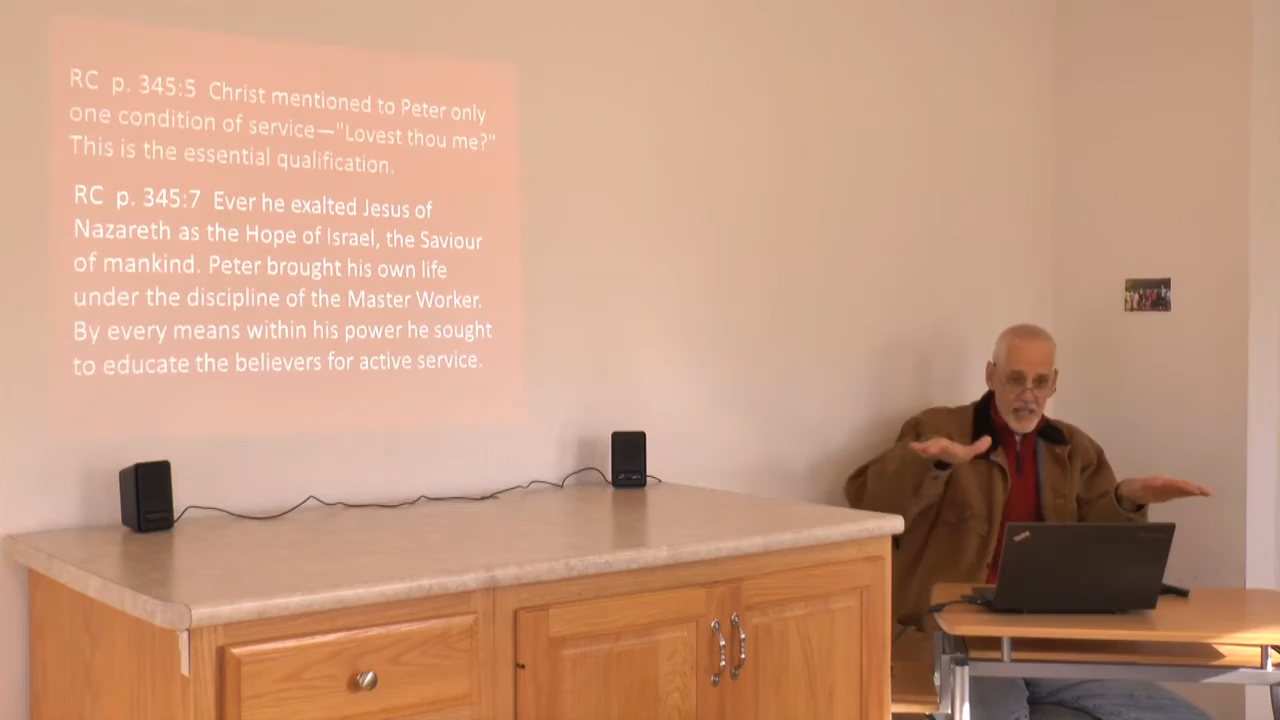 RC p. 345:5 Christ mentioned to Peter only
one condition of service—"Lovest thou me?"
This is the essential qualification.
RC p. 345:7 Ever he exalted Jesus of
Nazareth as the Hope of Israel, the Saviour
of mankind. Peter brought his own life
under the discipline of the Master Worker.
By every means within his power he sought
to educate the believers for active service.